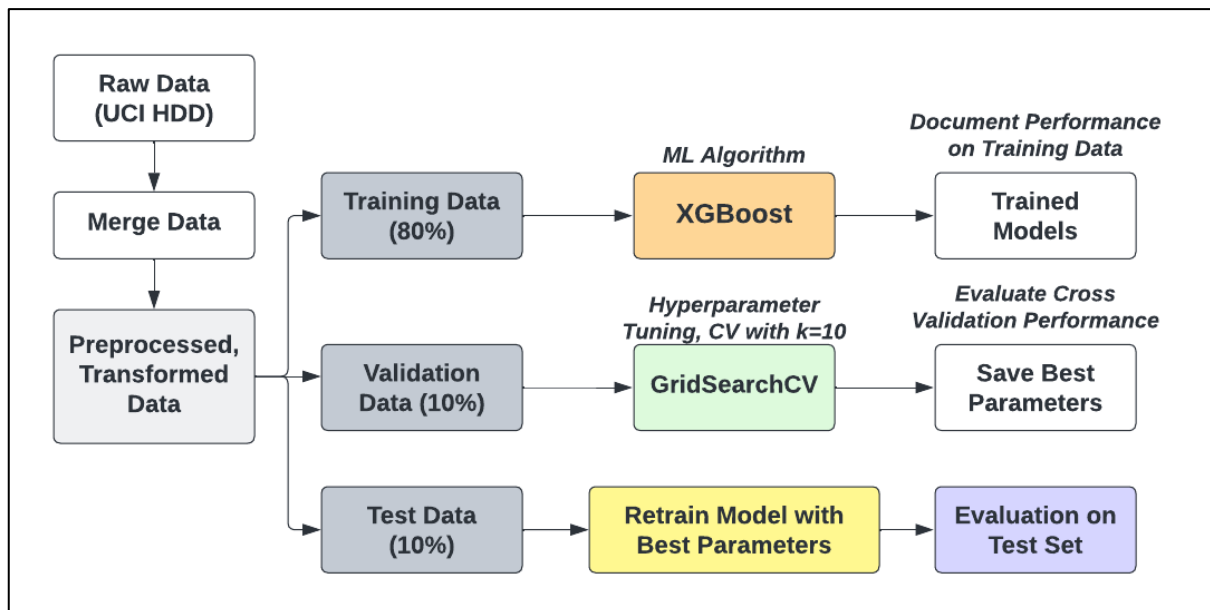 Raw Data
(UCI HDD)
Merge Data
Preprocessed,
Transformed
Data
Training Data
(80%)
ML Algorithm
XGBoost
Document Performance
on Training Data
Trained
Models
Validation
Data (10%)
Hyperparameter
Tuning, CV with k=10
GridSearchCV
Evaluate Cross
Validation Performance
Save Best
Parameters
Test Data
(10%)
Retrain Model with
Best Parameters
Evaluation on
Test Set